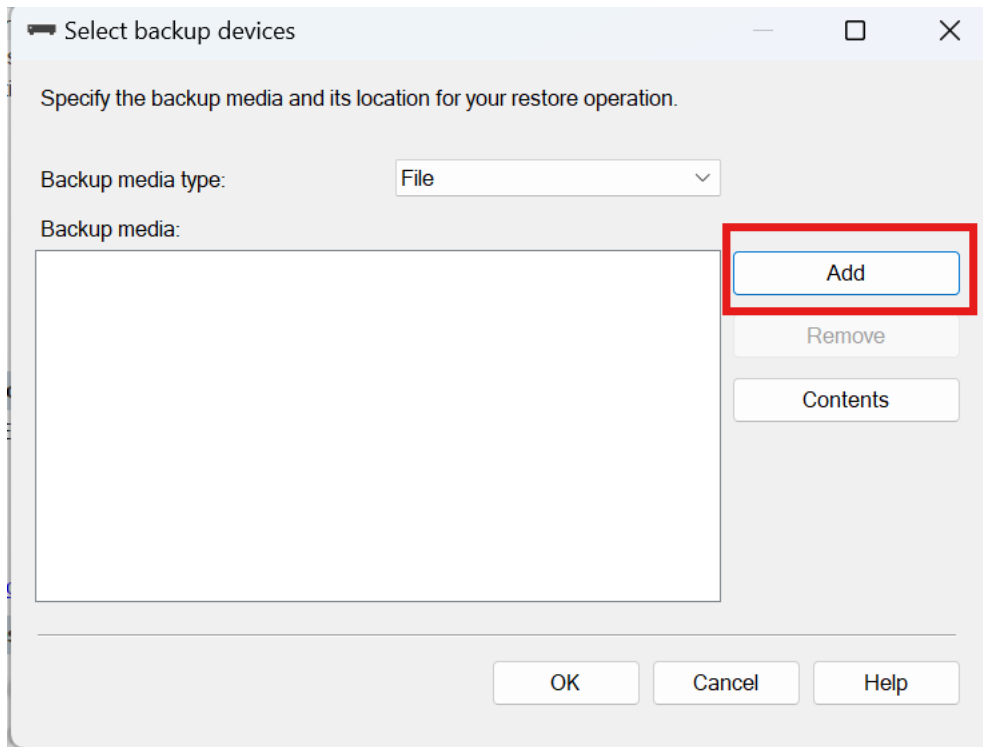 Select backup devices
Specify the backup media and its location for your restore operation.
Backup media type:
File
Backup media:
Add
Remove
Contents
OK
Cancel
Help